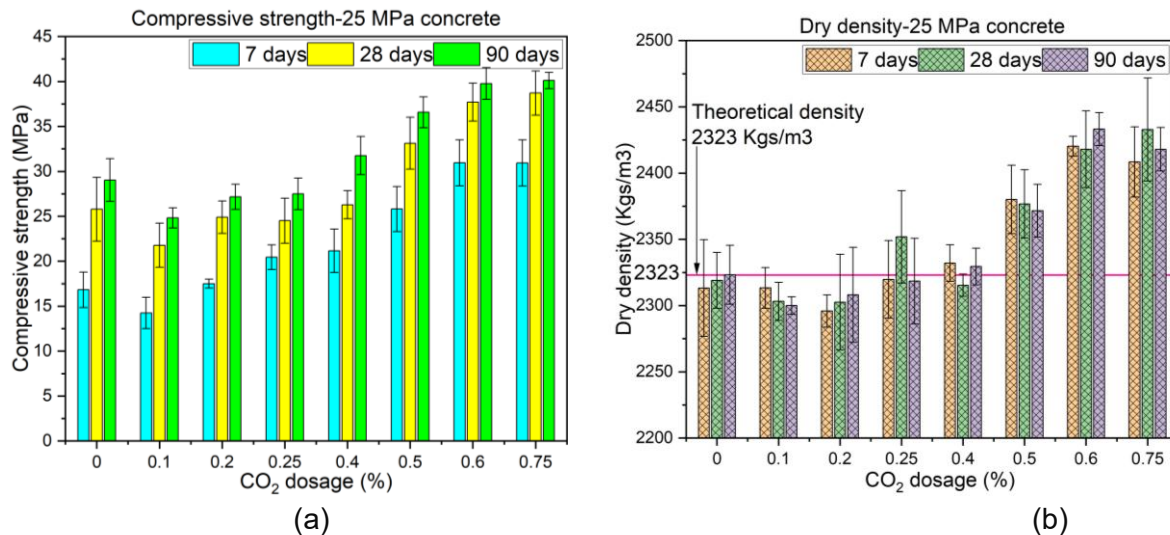 Compressive strength-25 MPa concrete
7 days 28 days 90 days
Compressive strength (MPa)
45
40
35
30
25
20
15
10
5
0
0 0.1 0.2 0.25 0.4 0.5 0.6 0.75
CO₂ dosage (%)
(a)
Dry density-25 MPa concrete
7 days 28 days 90 days
Theoretical density
2323 Kgs/m3
Dry density (Kgs/m3)
2500
2450
2400
2350
2323
2300
2250
2200
0 0.1 0.2 0.25 0.4 0.5 0.6 0.75
CO₂ dosage (%)
(b)